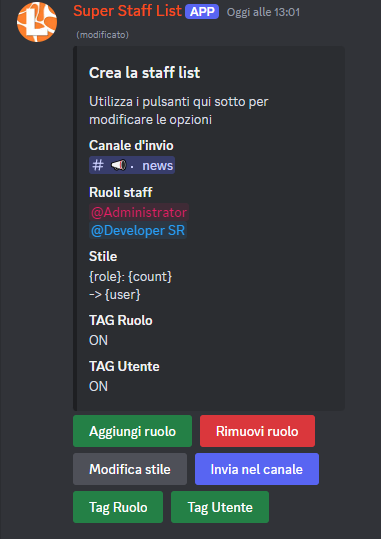 Super Staff List APP Oggi alle 13:01
(modificato)
Crea la staff list
Utilizza i pulsanti qui sotto per
modificare le opzioni
Canale d'invio
# 📢・ news
Ruoli staff
@Administrator
@Developer SR
Stile
{role}: {count}
-> {user}
TAG Ruolo
ON
TAG Utente
ON
Aggiungi ruolo Rimuovi ruolo
Modifica stile Invia nel canale
Tag Ruolo Tag Utente